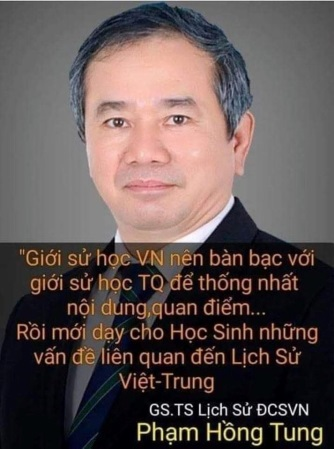 "Giới sử học VN nên bàn bạc với
giới sử học TQ để thống nhất
nội dung,quan điểm...
Rồi mới dạy cho Học Sinh những
vấn đề liên quan đến Lịch Sử
Việt-Trung
GS.TS Lịch Sử ĐCSVN
Phạm Hồng Tung